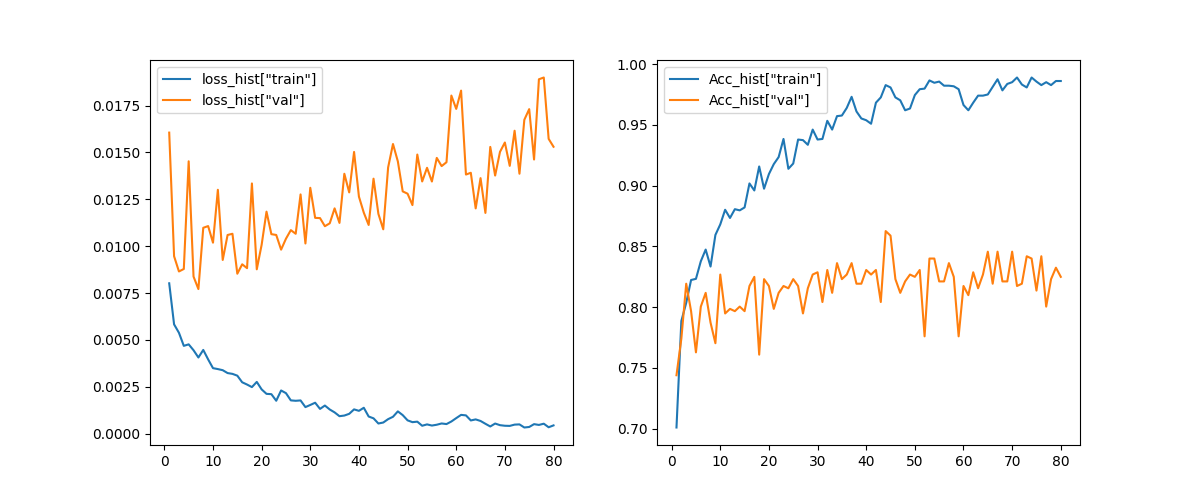 loss_hist["train"]
loss_hist["val"]
0.0175
0.0150
0.0125
0.0100
0.0075
0.0050
0.0025
0.0000
0 10 20 30 40 50 60 70 80
Acc_hist["train"]
Acc_hist["val"]
1.00
0.95
0.90
0.85
0.80
0.75
0.70
0 10 20 30 40 50 60 70 80